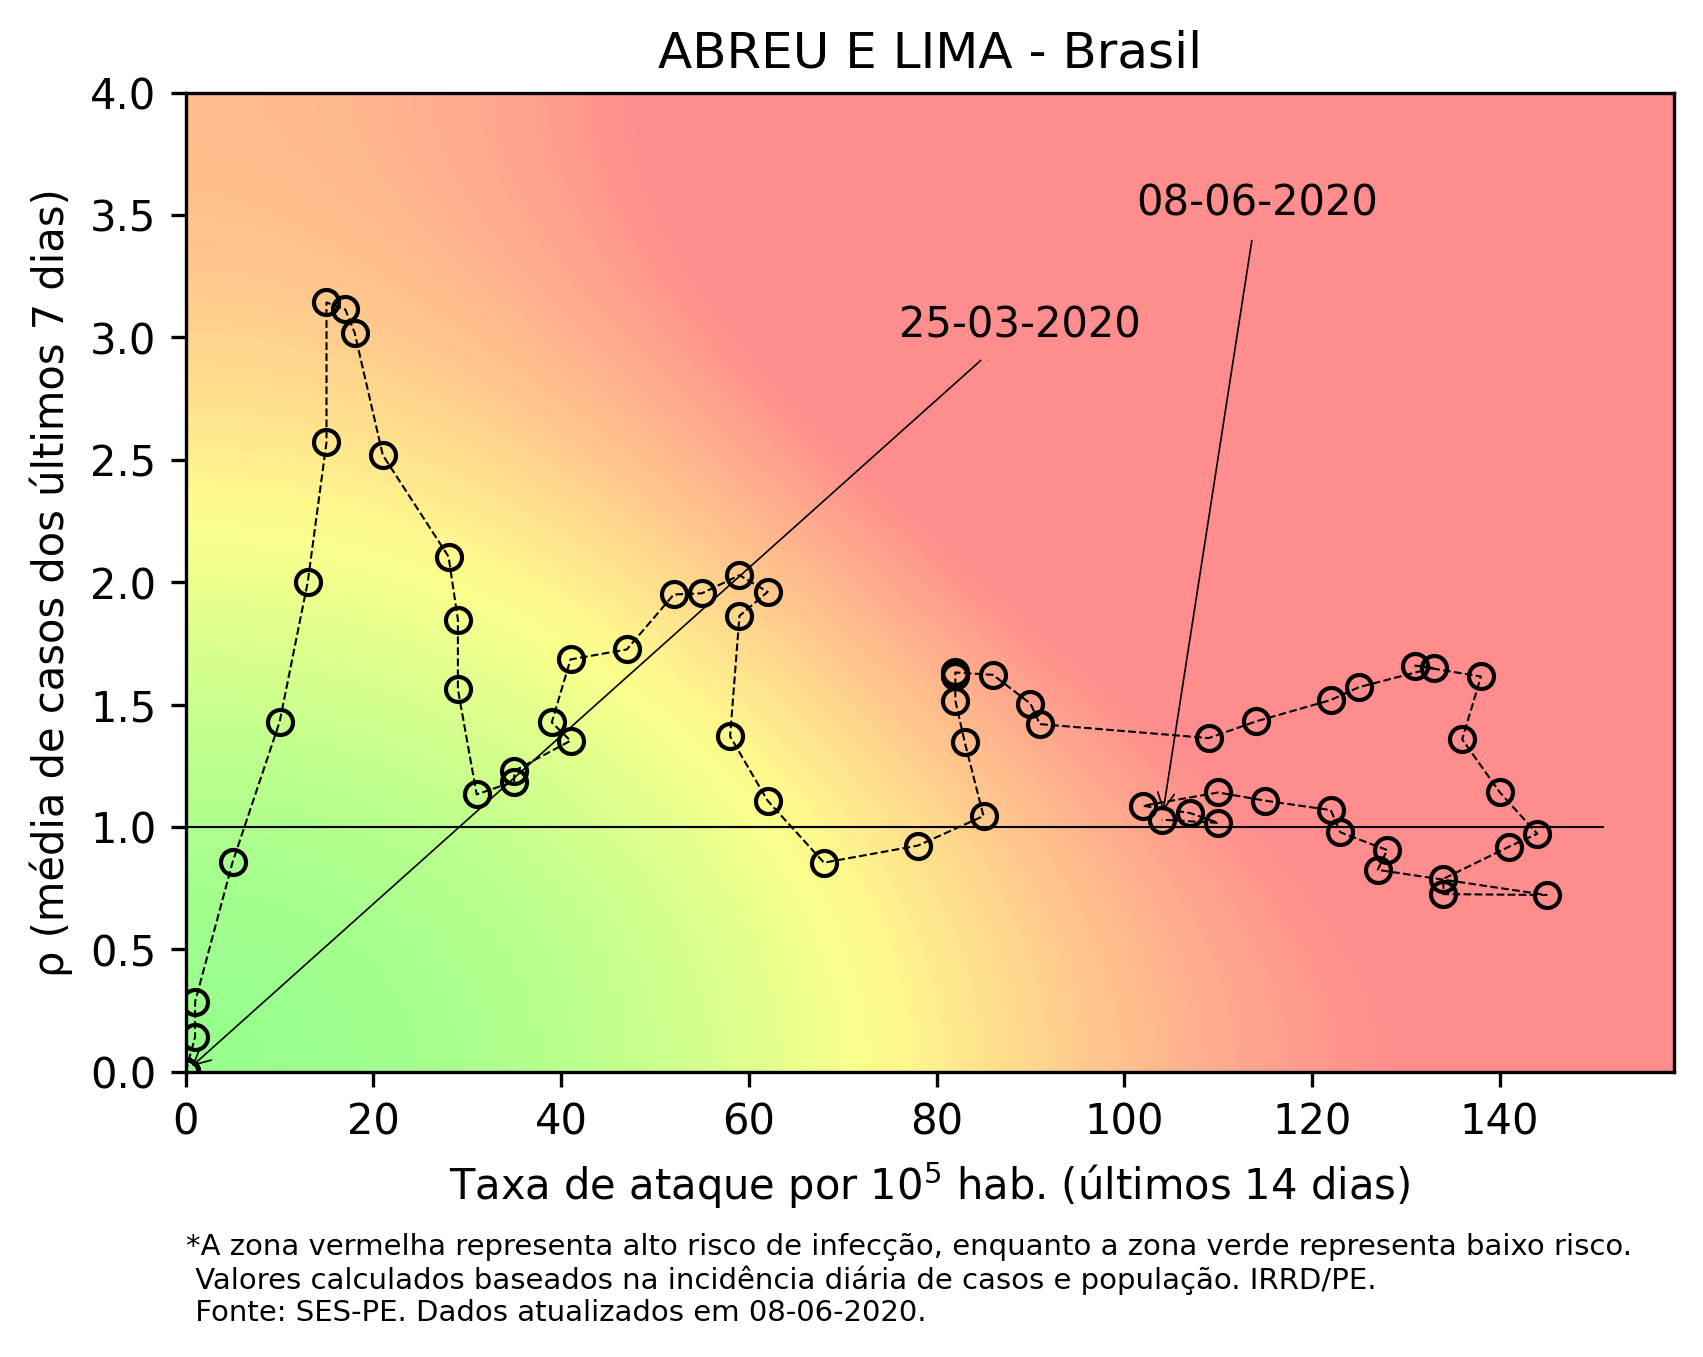 ABREU E LIMA - Brasil
4.0
3.5
3.0
2.5
2.0
1.5
1.0
0.5
0.0
ρ (média de casos dos últimos 7 dias)
08-06-2020
25-03-2020
0 20 40 60 80 100 120 140
Taxa de ataque por 10⁵ hab. (últimos 14 dias)
*A zona vermelha representa alto risco de infecção, enquanto a zona verde representa baixo risco.
Valores calculados baseados na incidência diária de casos e população. IRRD/PE.
Fonte: SES-PE. Dados atualizados em 08-06-2020.